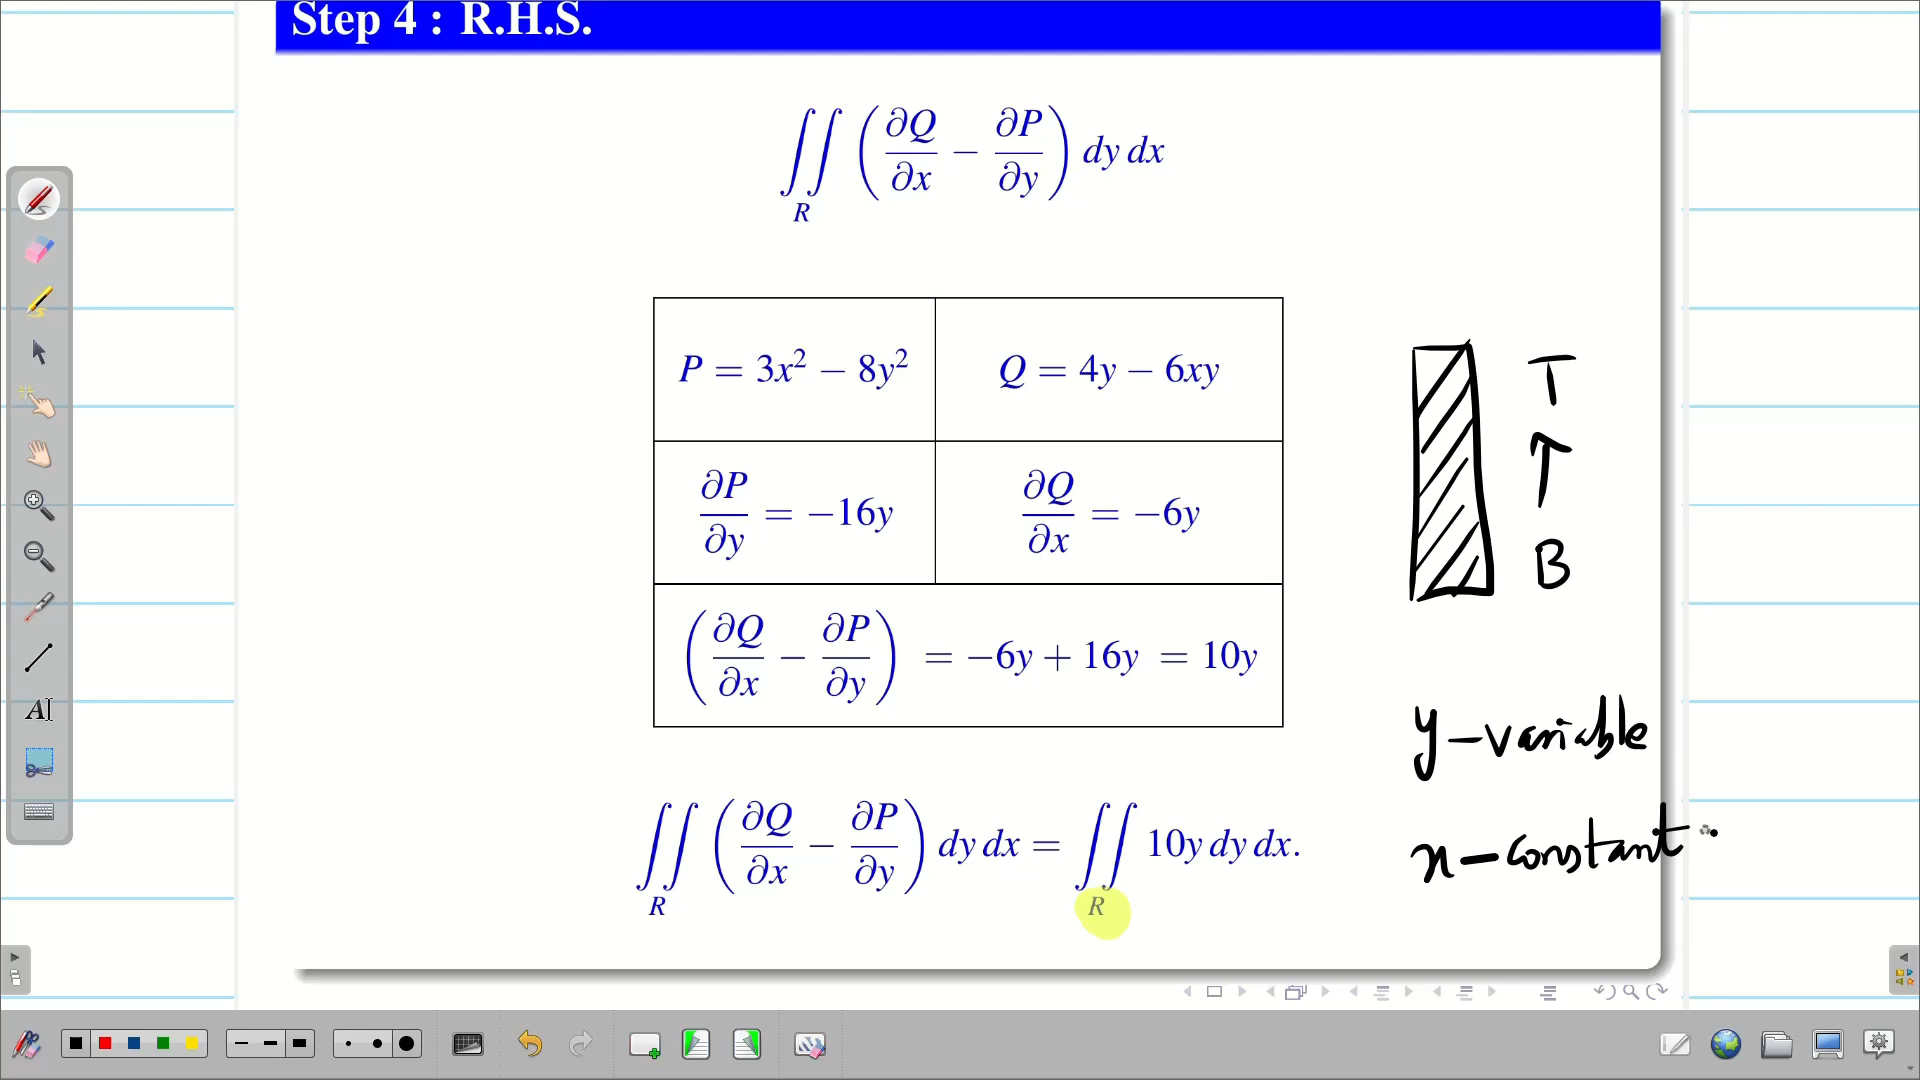 Step 4 : R.H.S.
∬_R (∂Q/∂x − ∂P/∂y) dy dx
P = 3x² − 8y² Q = 4y − 6xy
∂P/∂y = −16y ∂Q/∂x = −6y
(∂Q/∂x − ∂P/∂y) = −6y + 16y = 10y
∬_R (∂Q/∂x − ∂P/∂y) dy dx = ∬_R 10y dy dx.
T
↑
B
y – variable
x – constant
A